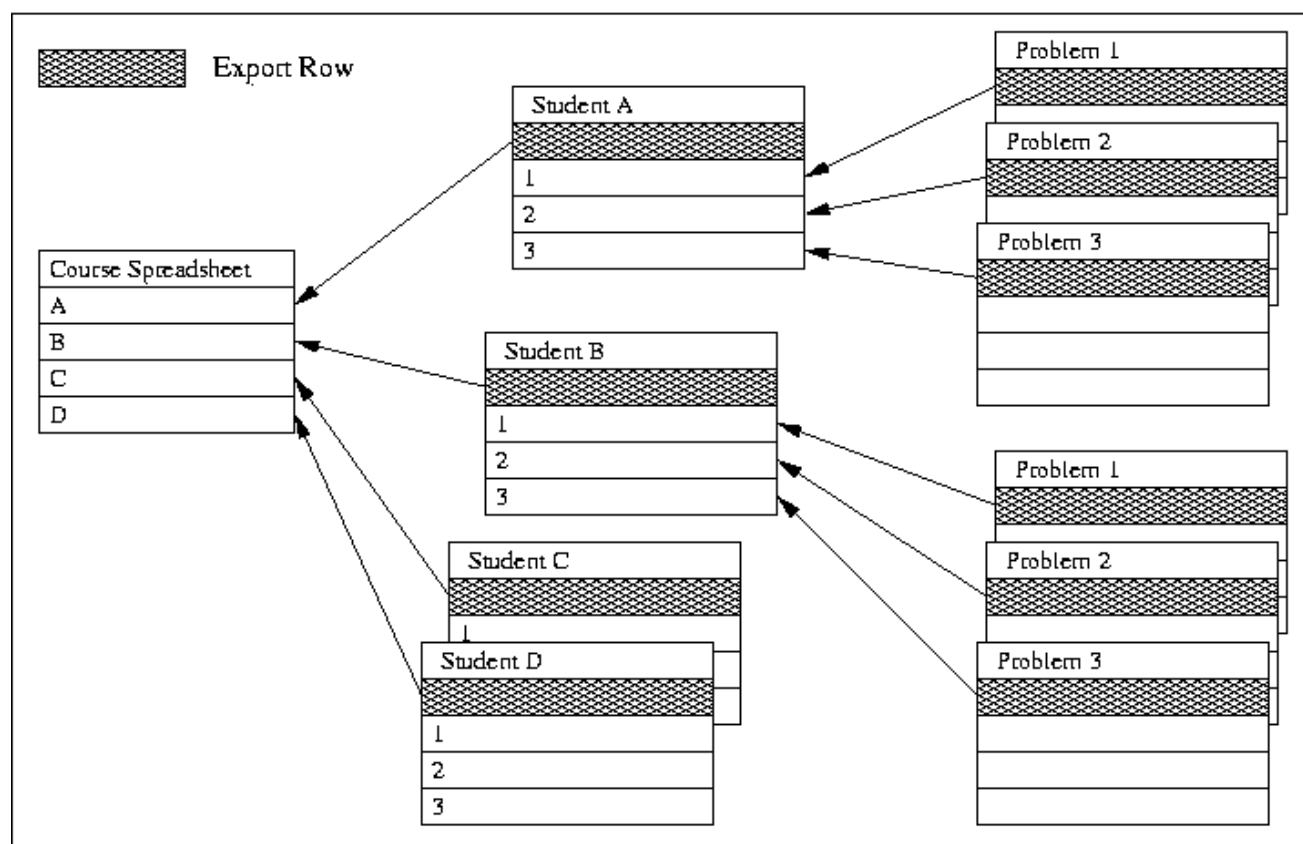 Export Row
Course Spreadsheet
A
B
C
D
Student A
1
2
3
Student B
1
2
3
Student C
1
Student D
1
2
3
Problem 1
Problem 2
Problem 3
Problem 1
Problem 2
Problem 3